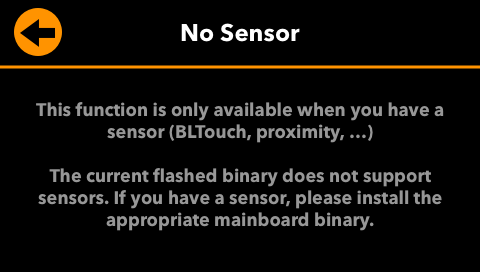 No Sensor
This function is only available when you have a
sensor (BLTouch, proximity, ...)
The current flashed binary does not support
sensors. If you have a sensor, please install the
appropriate mainboard binary.